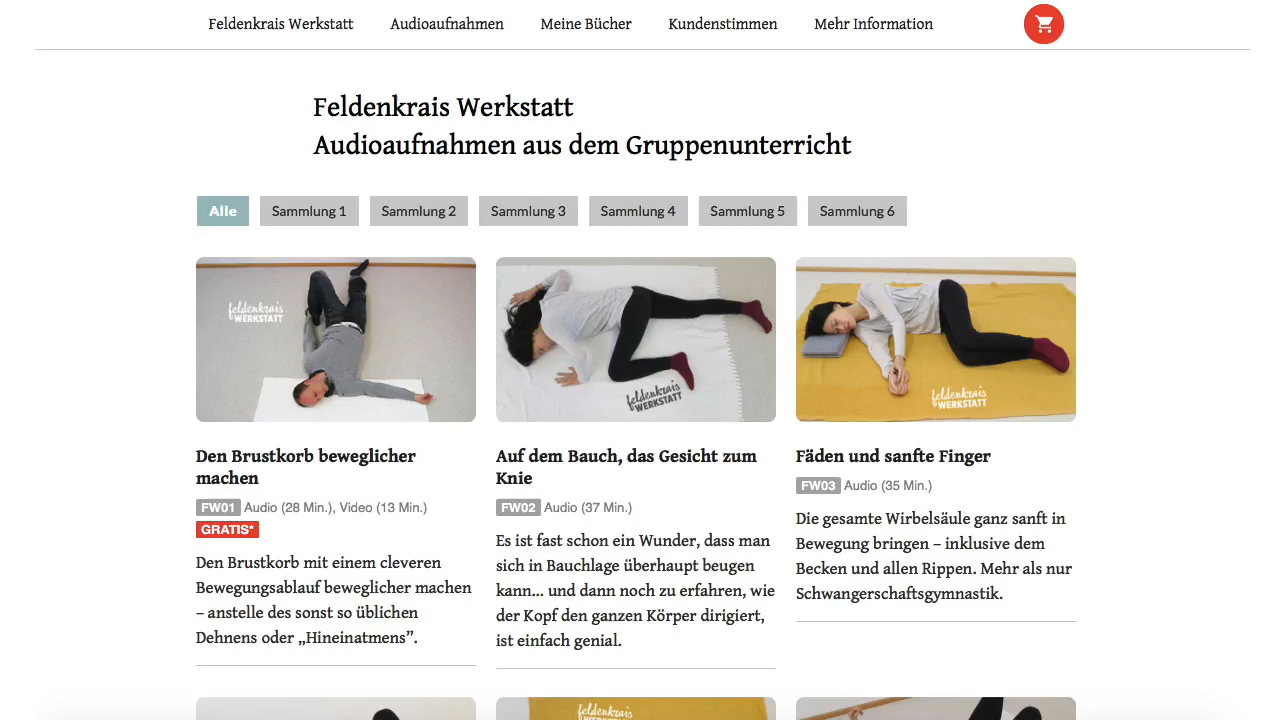 Feldenkrais Werkstatt Audioaufnahmen Meine Bücher Kundenstimmen Mehr Information
Feldenkrais Werkstatt
Audioaufnahmen aus dem Gruppenunterricht
Alle Sammlung 1 Sammlung 2 Sammlung 3 Sammlung 4 Sammlung 5 Sammlung 6
feldenkrais
WERKSTATT
feldenkrais
WERKSTATT
feldenkrais
WERKSTATT
Den Brustkorb beweglicher
machen
FW01 Audio (28 Min.), Video (13 Min.)
GRATIS*
Den Brustkorb mit einem cleveren
Bewegungsablauf beweglicher machen
– anstelle des sonst so üblichen
Dehnens oder „Hineinatmens”.
Auf dem Bauch, das Gesicht zum
Knie
FW02 Audio (37 Min.)
Es ist fast schon ein Wunder, dass man
sich in Bauchlage überhaupt beugen
kann... und dann noch zu erfahren, wie
der Kopf den ganzen Körper dirigiert,
ist einfach genial.
Fäden und sanfte Finger
FW03 Audio (35 Min.)
Die gesamte Wirbelsäule ganz sanft in
Bewegung bringen – inklusive dem
Becken und allen Rippen. Mehr als nur
Schwangerschaftsgymnastik.
feldenkrais